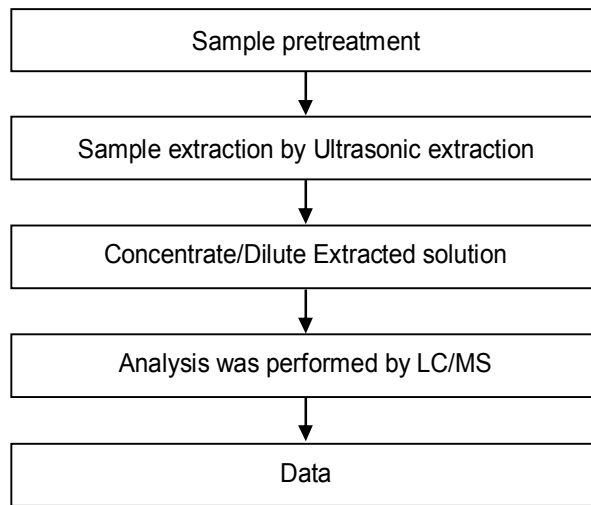 Sample pretreatment
Sample extraction by Ultrasonic extraction
Concentrate/Dilute Extracted solution
Analysis was performed by LC/MS
Data